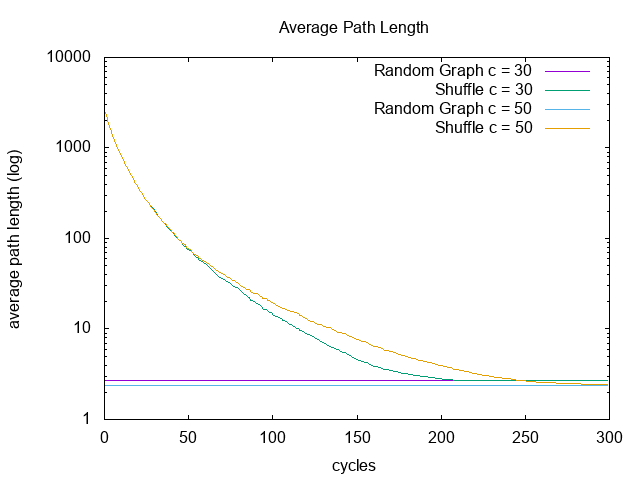 Average Path Length
10000
1000
100
10
1
average path length (log)
Random Graph c = 30
Shuffle c = 30
Random Graph c = 50
Shuffle c = 50
0 50 100 150 200 250 300
cycles